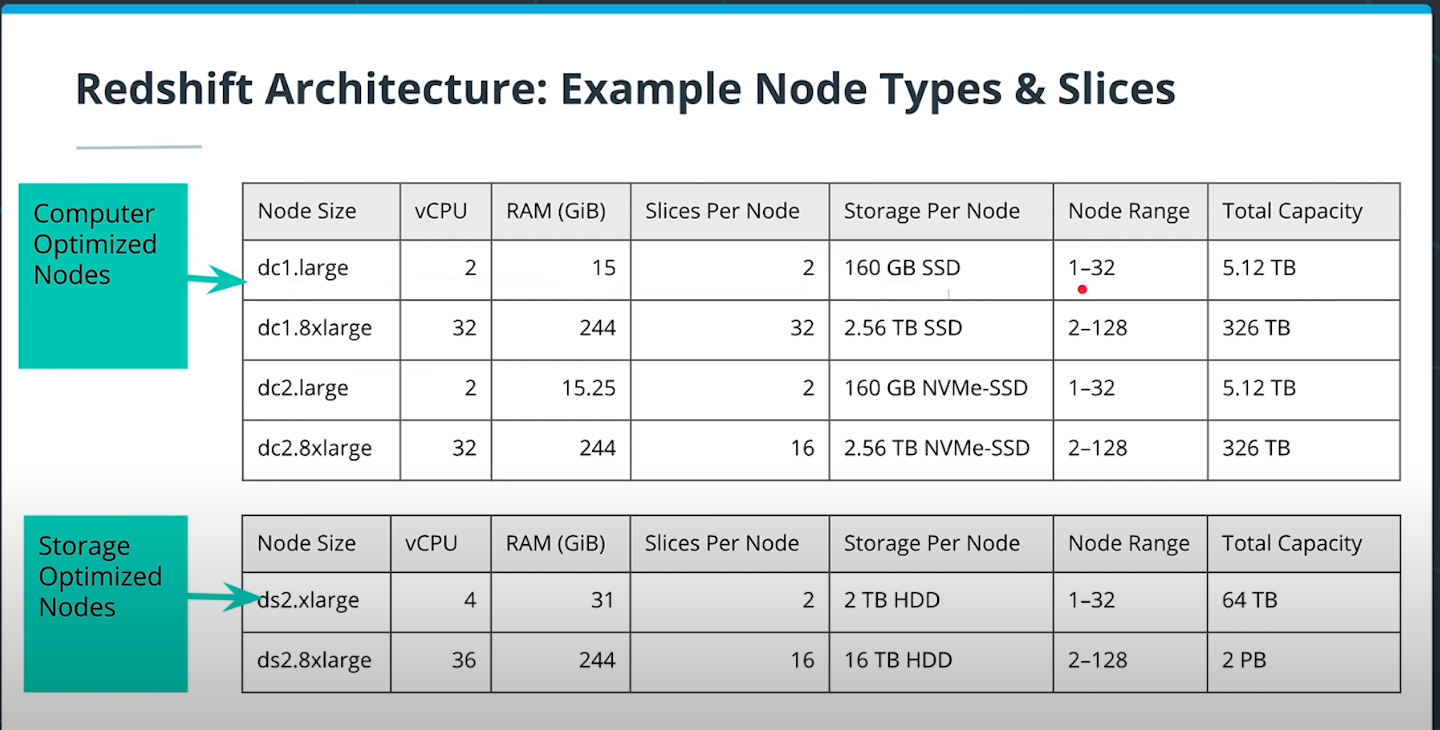 Redshift Architecture: Example Node Types & Slices
Computer
Optimized
Nodes
Node Size vCPU RAM (GiB) Slices Per Node Storage Per Node Node Range Total Capacity
dc1.large 2 15 2 160 GB SSD 1–32 5.12 TB
dc1.8xlarge 32 244 32 2.56 TB SSD 2–128 326 TB
dc2.large 2 15.25 2 160 GB NVMe-SSD 1–32 5.12 TB
dc2.8xlarge 32 244 16 2.56 TB NVMe-SSD 2–128 326 TB
Storage
Optimized
Nodes
Node Size vCPU RAM (GiB) Slices Per Node Storage Per Node Node Range Total Capacity
ds2.xlarge 4 31 2 2 TB HDD 1–32 64 TB
ds2.8xlarge 36 244 16 16 TB HDD 2–128 2 PB